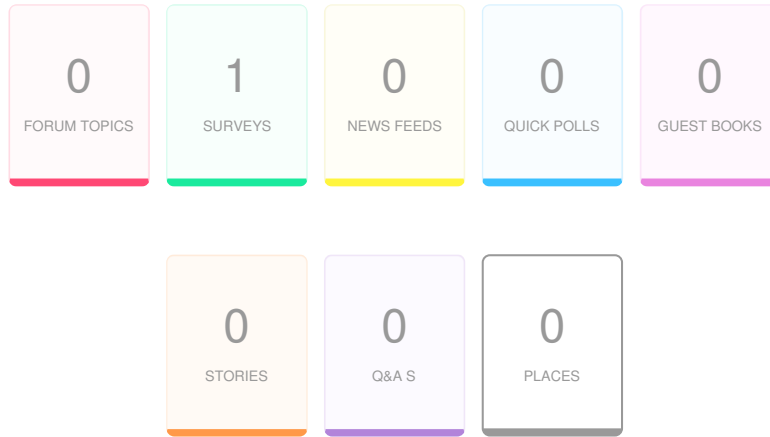 0
FORUM TOPICS
1
SURVEYS
0
NEWS FEEDS
0
QUICK POLLS
0
GUEST BOOKS
0
STORIES
0
Q&A S
0
PLACES